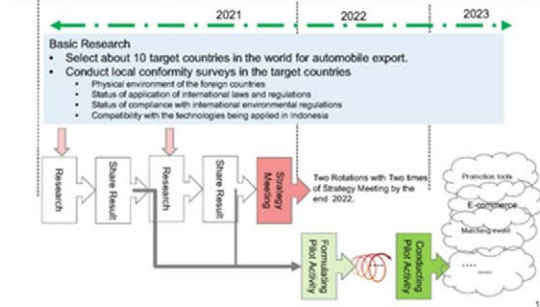 2021
2022
2023
Basic Research
• Select about 10 target countries in the world for automobile export.
• Conduct local conformity surveys in the target countries
• Physical environment of the foreign countries
• Status of application of international laws and regulations
• Status of compliance with international environmental regulations
• Compatibility with the technologies being applied in Indonesia
Research
Share Result
Research
Share Result
Strategy
Meeting
Two Rotations with Two times
of Strategy Meeting by the
end 2022.
Formulating
Pilot Activity
Conducting
Pilot Activity
Promotion tools
E-commerce
Matching event
....